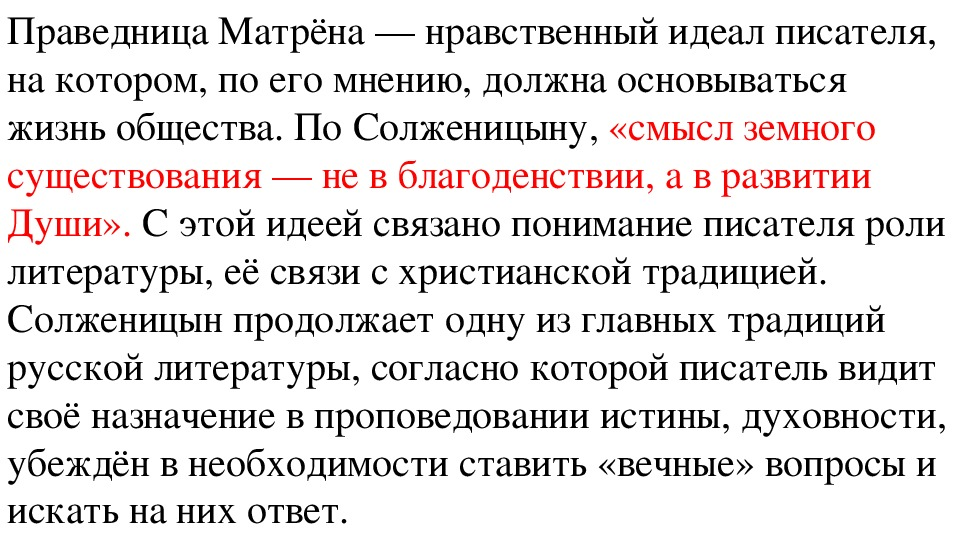 Праведница Матрёна — нравственный идеал писателя,
на котором, по его мнению, должна основываться
жизнь общества. По Солженицыну, «смысл земного
существования — не в благоденствии, а в развитии
Души». С этой идеей связано понимание писателя роли
литературы, её связи с христианской традицией.
Солженицын продолжает одну из главных традиций
русской литературы, согласно которой писатель видит
своё назначение в проповедовании истины, духовности,
убеждён в необходимости ставить «вечные» вопросы и
искать на них ответ.